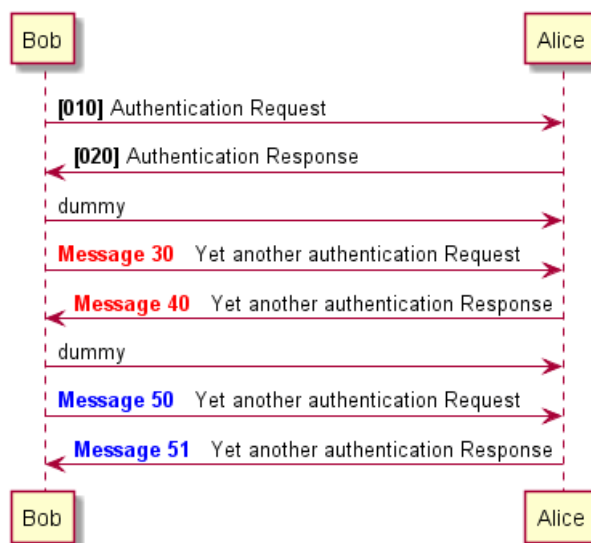 Bob Alice
[010] Authentication Request
[020] Authentication Response
dummy
Message 30 Yet another authentication Request
Message 40 Yet another authentication Response
dummy
Message 50 Yet another authentication Request
Message 51 Yet another authentication Response
Bob Alice